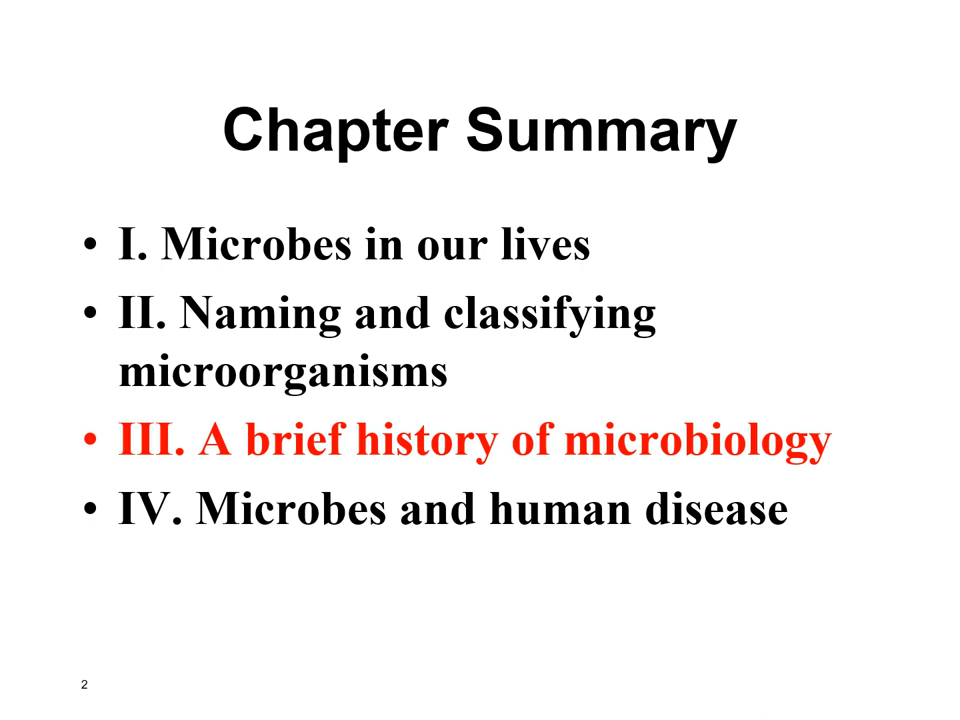 Chapter Summary
• I. Microbes in our lives
• II. Naming and classifying
microorganisms
• III. A brief history of microbiology
• IV. Microbes and human disease
2